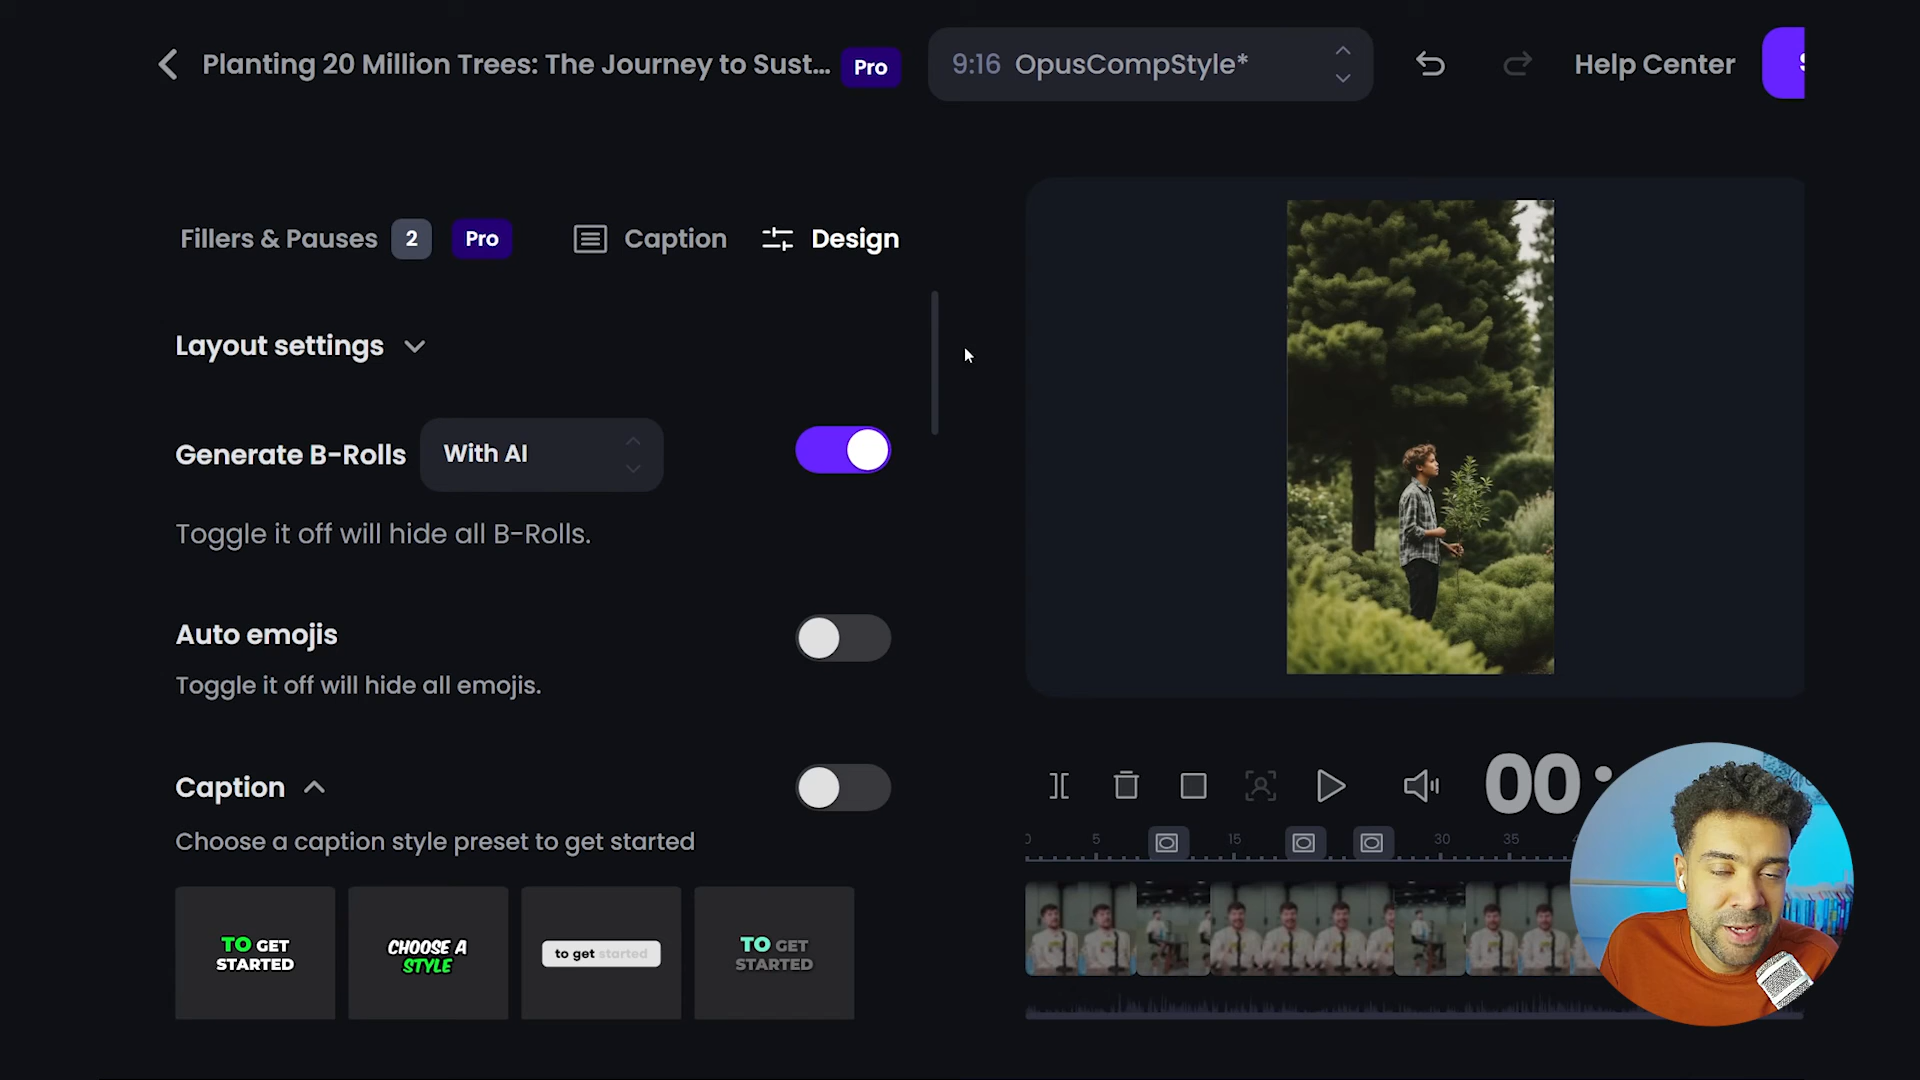 Planting 20 Million Trees: The Journey to Sust...
Pro
9:16 OpusCompStyle*
Help Center
Fillers & Pauses 2 Pro
Caption
Design
Layout settings
Generate B-Rolls
With AI
Toggle it off will hide all B-Rolls.
Auto emojis
Toggle it off will hide all emojis.
Caption
Choose a caption style preset to get started
TO GET
STARTED
CHOOSE A
STYLE
to get started
TO GET
STARTED
00
0 5 15 30 35